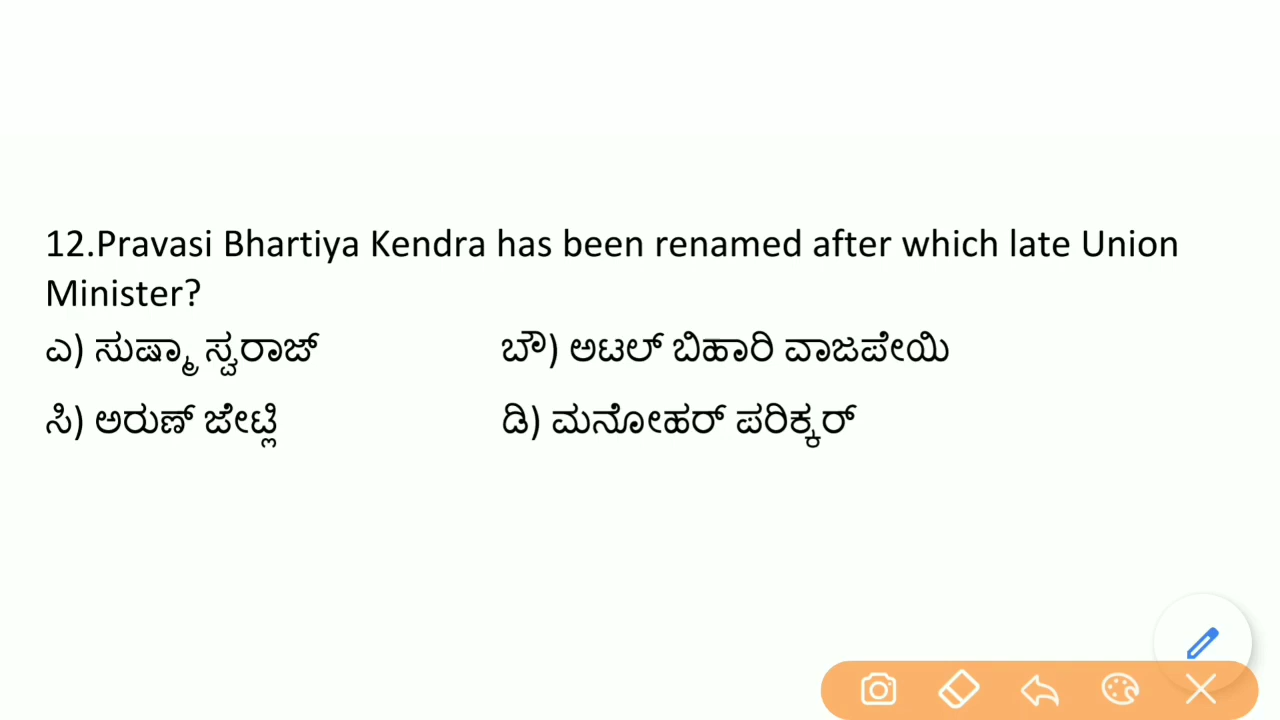 12.Pravasi Bhartiya Kendra has been renamed after which late Union
Minister?
ಎ) ಸುಷ್ಮಾ ಸ್ವರಾಜ್ ಬೌ) ಅಟಲ್ ಬಿಹಾರಿ ವಾಜಪೇಯಿ
ಸಿ) ಅರುಣ್ ಜೇಟ್ಲಿ ಡಿ) ಮನೋಹರ್ ಪರಿಕ್ಕರ್